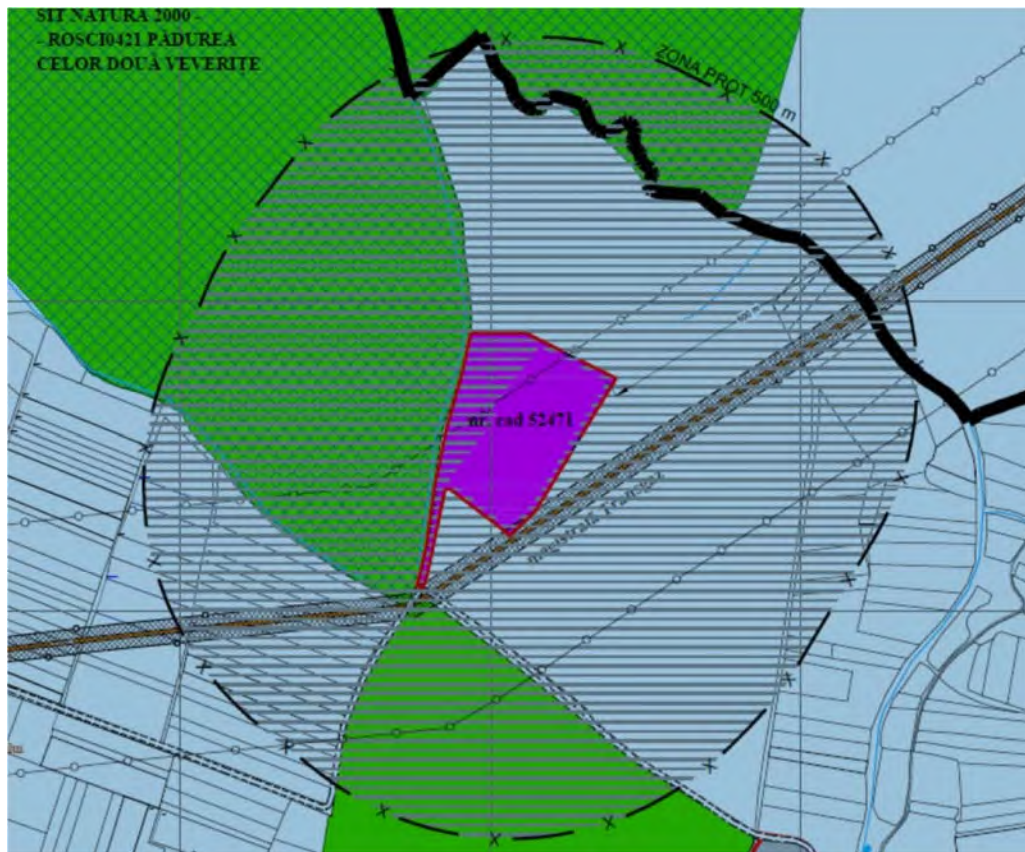 SIT NATURA 2000 -
- ROSCI0421 PĂDUREA
CELOR DOUĂ VEVERIȚE
ZONA PROT 500 m
nr. cad 52471